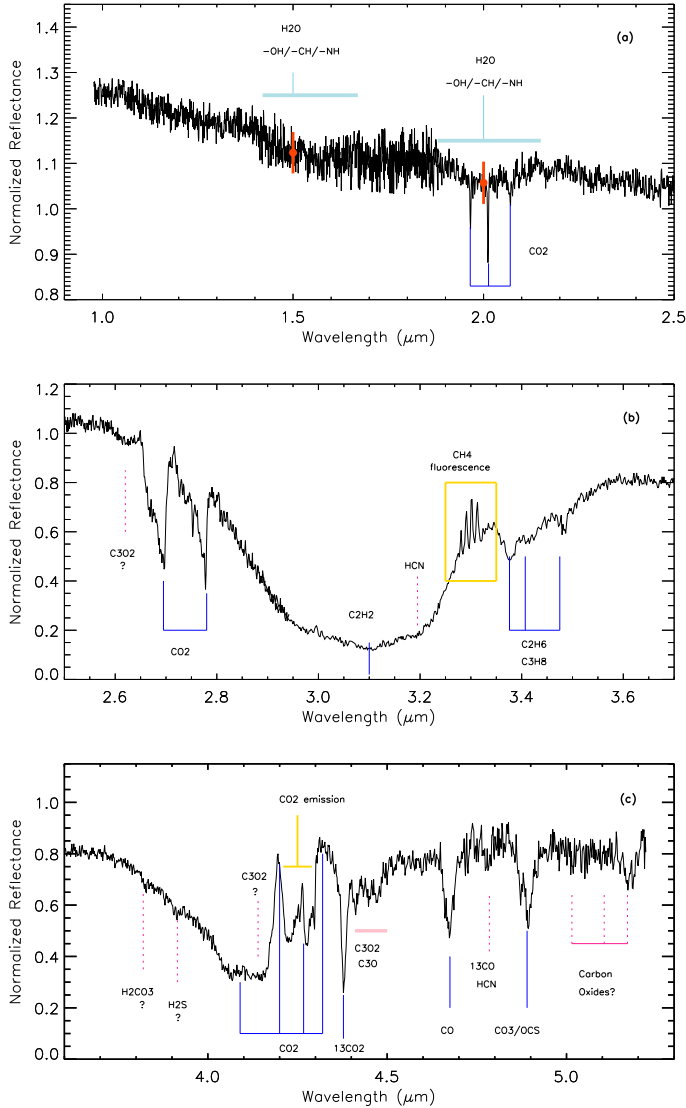 (a)
H2O
-OH/-CH/-NH
H2O
-OH/-CH/-NH
CO2
Normalized Reflectance
1.4
1.3
1.2
1.1
1.0
0.9
0.8
1.0 1.5 2.0 2.5
Wavelength (μm)
(b)
CH4
fluorescence
C3O2
?
HCN
C2H2
CO2
C2H6
C3H8
Normalized Reflectance
1.2
1.0
0.8
0.6
0.4
0.2
0.0
2.6 2.8 3.0 3.2 3.4 3.6
Wavelength (μm)
(c)
CO2 emission
C3O2
?
C3O2
C3O
13CO
HCN
Carbon
Oxides?
H2CO3
?
H2S
?
CO2
13CO2
CO
CO3/OCS
Normalized Reflectance
1.0
0.8
0.6
0.4
0.2
0.0
4.0 4.5 5.0
Wavelength (μm)